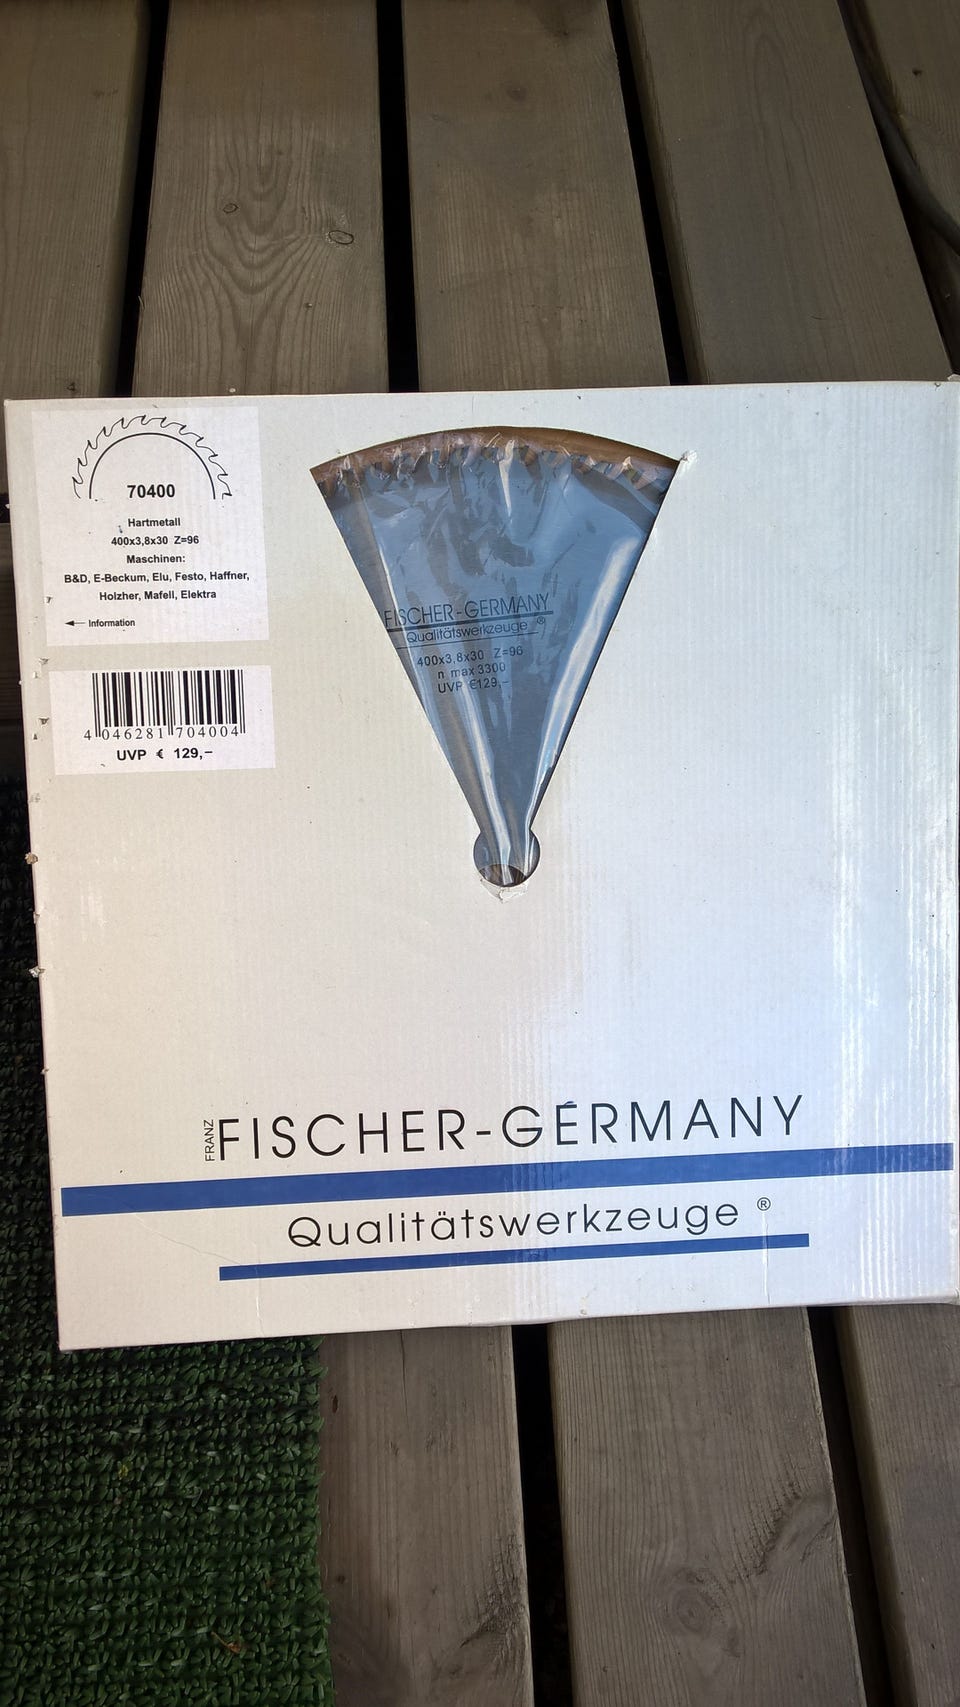 70400
Hartmetall
400x3,8x30 Z=96
Maschinen:
B&D, E-Beckum, Elu, Festo, Haffner,
Holzher, Mafell, Elektra
Information
4 046281 704004
UVP € 129,–
FISCHER-GERMANY
Qualitätswerkzeuge ®
400x3,8x30 Z=96
n max 3300
UVP €129,–
FRANZ FISCHER-GERMANY
Qualitätswerkzeuge ®